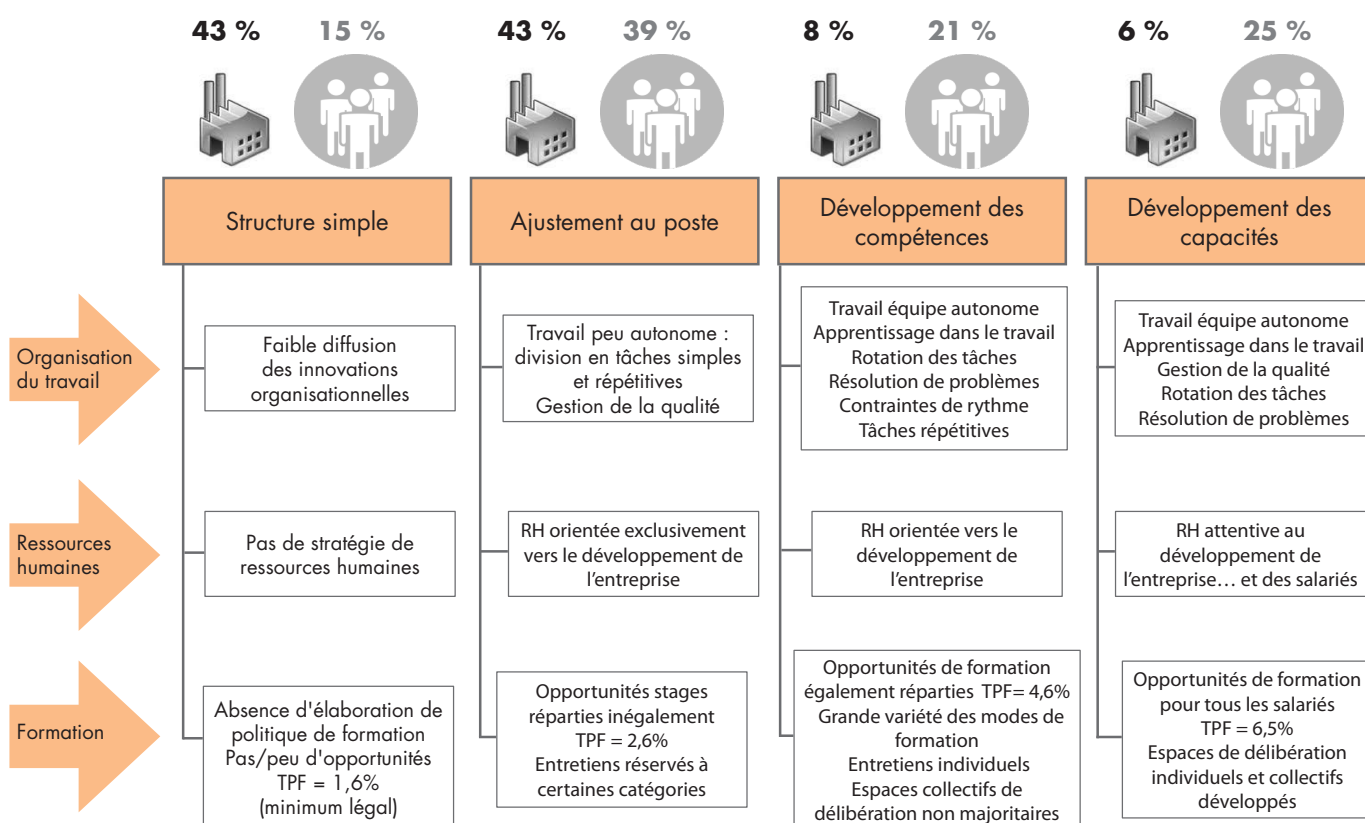 43 % 15 % 43 % 39 % 8 % 21 % 6 % 25 %
Structure simple
Ajustement au poste
Développement des
compétences
Développement des
capacités
Organisation
du travail
Faible diffusion
des innovations
organisationnelles
Travail peu autonome :
division en tâches simples
et répétitives
Gestion de la qualité
Travail équipe autonome
Apprentissage dans le travail
Rotation des tâches
Résolution de problèmes
Contraintes de rythme
Tâches répétitives
Travail équipe autonome
Apprentissage dans le travail
Gestion de la qualité
Rotation des tâches
Résolution de problèmes
Ressources
humaines
Pas de stratégie de
ressources humaines
RH orientée exclusivement
vers le développement de
l'entreprise
RH orientée vers le
développement de
l'entreprise
RH attentive au
développement de
l'entreprise… et des salariés
Formation
Absence d'élaboration de
politique de formation
Pas/peu d'opportunités
TPF = 1,6%
(minimum légal)
Opportunités stages
réparties inégalement
TPF = 2,6%
Entretiens réservés à
certaines catégories
Opportunités de formation
également réparties TPF= 4,6%
Grande variété des modes de
formation
Entretiens individuels
Espaces collectifs de
délibération non majoritaires
Opportunités de formation
pour tous les salariés
TPF = 6,5%
Espaces de délibération
individuels et collectifs
développés